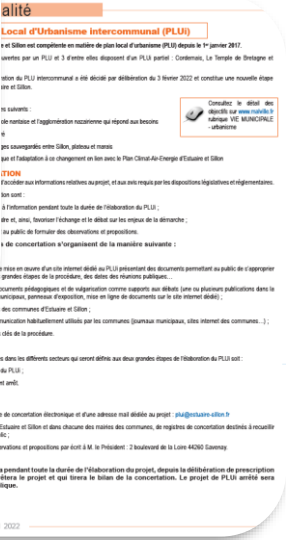 alité
Local d'Urbanisme intercommunal (PLUi)
e et Sillon est compétente en matière de plan local d'urbanisme (PLU) depuis le 1er janvier 2017.
uvertes par un PLU et 3 d'entre elles disposent d'un PLUi partiel : Cordemais, Le Temple de Bretagne et
ration du PLU intercommunal a été décidé par délibération du 3 février 2022 et constitue une nouvelle étape
ire et Sillon.
es suivants :
Consultez le détail des
objectifs sur www.malville.fr
rubrique VIE MUNICIPALE
- urbanisme
ole nantaise et l'agglomération nazairienne qui répond aux besoins
é
ges sauvegardés entre Sillon, plateau et marais
que et l'adaptation à ce changement en lien avec le Plan Climat-Air-Energie d'Estuaire et Sillon
TION
d'accéder aux informations relatives au projet, et aux avis requis par les dispositions législatives et réglementaires.
tion sont :
à l'information pendant toute la durée de l'élaboration du PLUi ;
dre et, ainsi, favoriser l'échange et le débat sur les enjeux de la démarche ;
au public de formuler des observations et propositions.
s de concertation s'organisent de la manière suivante :
e mise en œuvre d'un site internet dédié au PLUi présentant des documents permettant au public de s'approprier
grandes étapes de la procédure, des dates des réunions publiques...
ocuments pédagogiques et de vulgarisation comme supports aux débats (une ou plusieurs publications dans la
unicipaux, panneaux d'exposition, mise en ligne de documents sur le site internet dédié) ;
des communes d'Estuaire et Sillon ;
munication habituellement utilisés par les communes (journaux municipaux, sites internet des communes...) ;
clés de la procédure.
es dans les différents secteurs qui seront définis aux deux grandes étapes de l'élaboration du PLUi soit :
du PLUi ;
et arrêt.
e de concertation électronique et d'une adresse mail dédiée au projet : plui@estuaire-sillon.fr
Estuaire et Sillon et dans chacune des mairies des communes, de registres de concertation destinés à recueillir
lic ;
ervations et propositions par écrit à M. le Président : 2 boulevard de la Loire 44260 Savenay.
a pendant toute la durée de l'élaboration du projet, depuis la délibération de prescription
êtera le projet et qui tirera le bilan de la concertation. Le projet de PLUi arrêté sera
lique.
2022